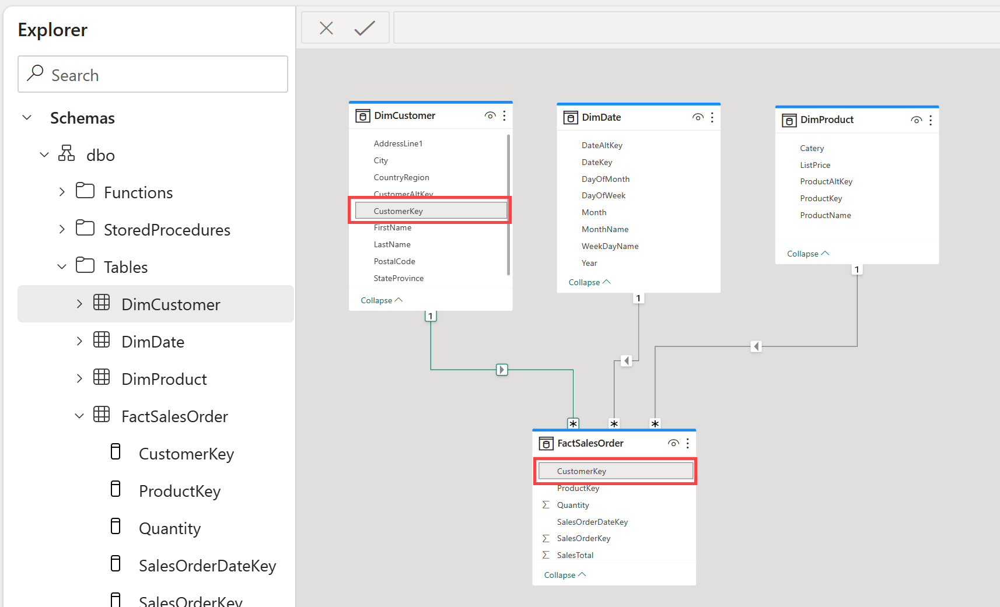 Explorer
Search
Schemas
dbo
Functions
StoredProcedures
Tables
DimCustomer
DimDate
DimProduct
FactSalesOrder
CustomerKey
ProductKey
Quantity
SalesOrderDateKey
SalesOrderKey
DimCustomer
AddressLine1
City
CountryRegion
CustomerAltKey
CustomerKey
FirstName
LastName
PostalCode
StateProvince
Collapse
1
DimDate
DateAltKey
DateKey
DayOfMonth
DayOfWeek
Month
MonthName
WeekDayName
Year
Collapse
1
DimProduct
Catery
ListPrice
ProductAltKey
ProductKey
ProductName
Collapse
1
* * *
FactSalesOrder
CustomerKey
ProductKey
Σ Quantity
SalesOrderDateKey
Σ SalesOrderKey
Σ SalesTotal
Collapse